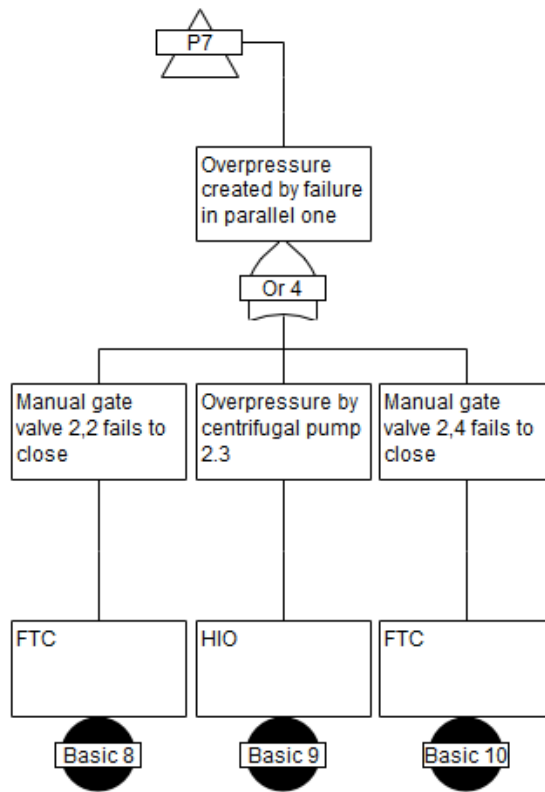 P7
Overpressure
created by failure
in parallel one
Or 4
Manual gate
valve 2,2 fails to
close
Overpressure by
centrifugal pump
2.3
Manual gate
valve 2,4 fails to
close
FTC
HIO
FTC
Basic 8
Basic 9
Basic 10